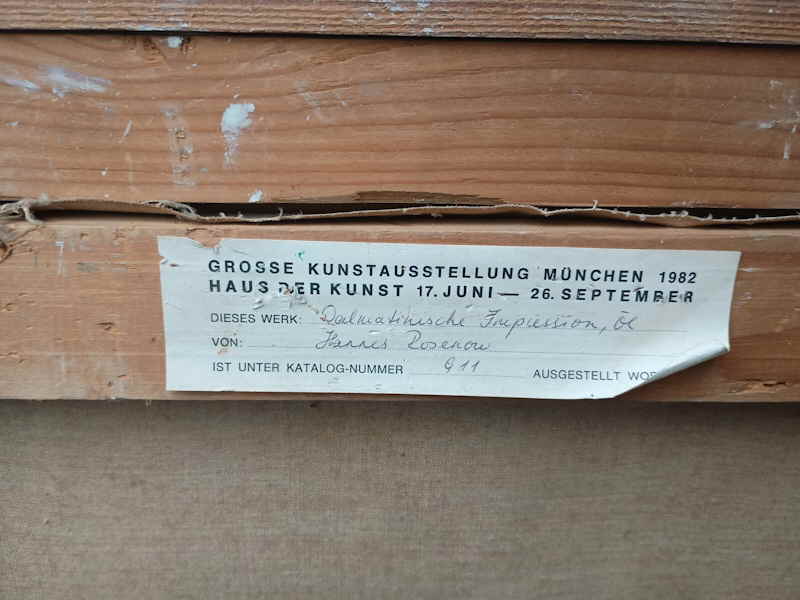 GROSSE KUNSTAUSSTELLUNG MÜNCHEN 1982
HAUS DER KUNST 17. JUNI — 26. SEPTEMBER
DIESES WERK: Dalmatinische Impression, öl
VON: Hannes Rosenow
IST UNTER KATALOG-NUMMER 911 AUSGESTELLT WOR